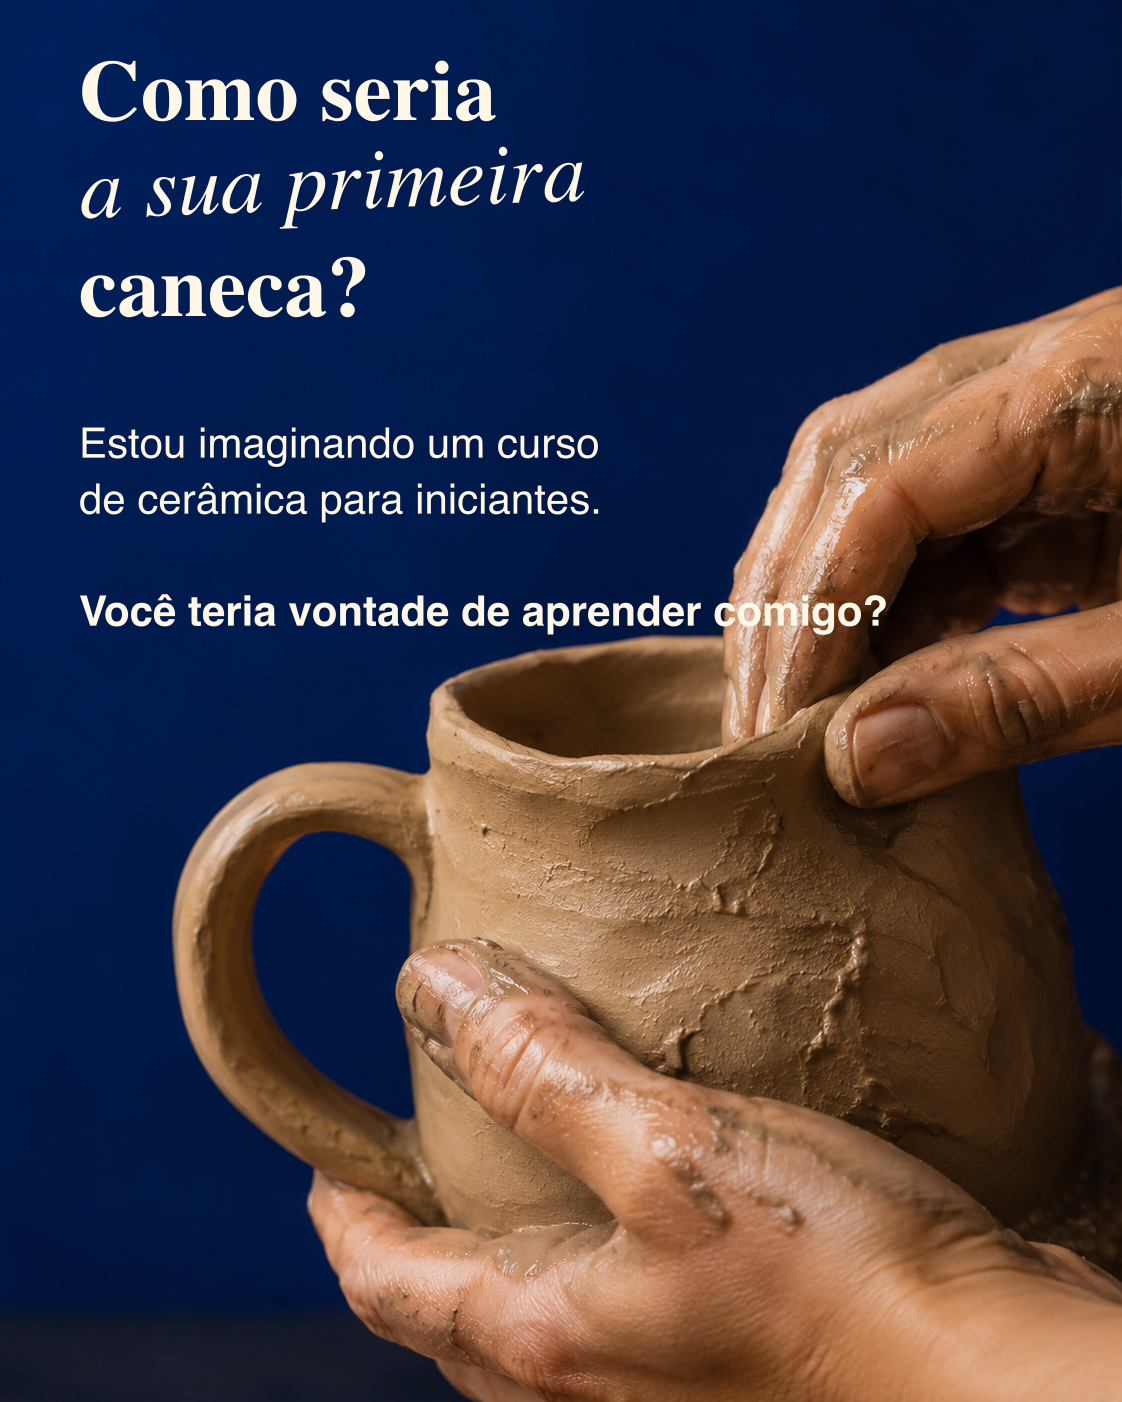 Como seria
a sua primeira
caneca?
Estou imaginando um curso
de cerâmica para iniciantes.
Você teria vontade de aprender comigo?